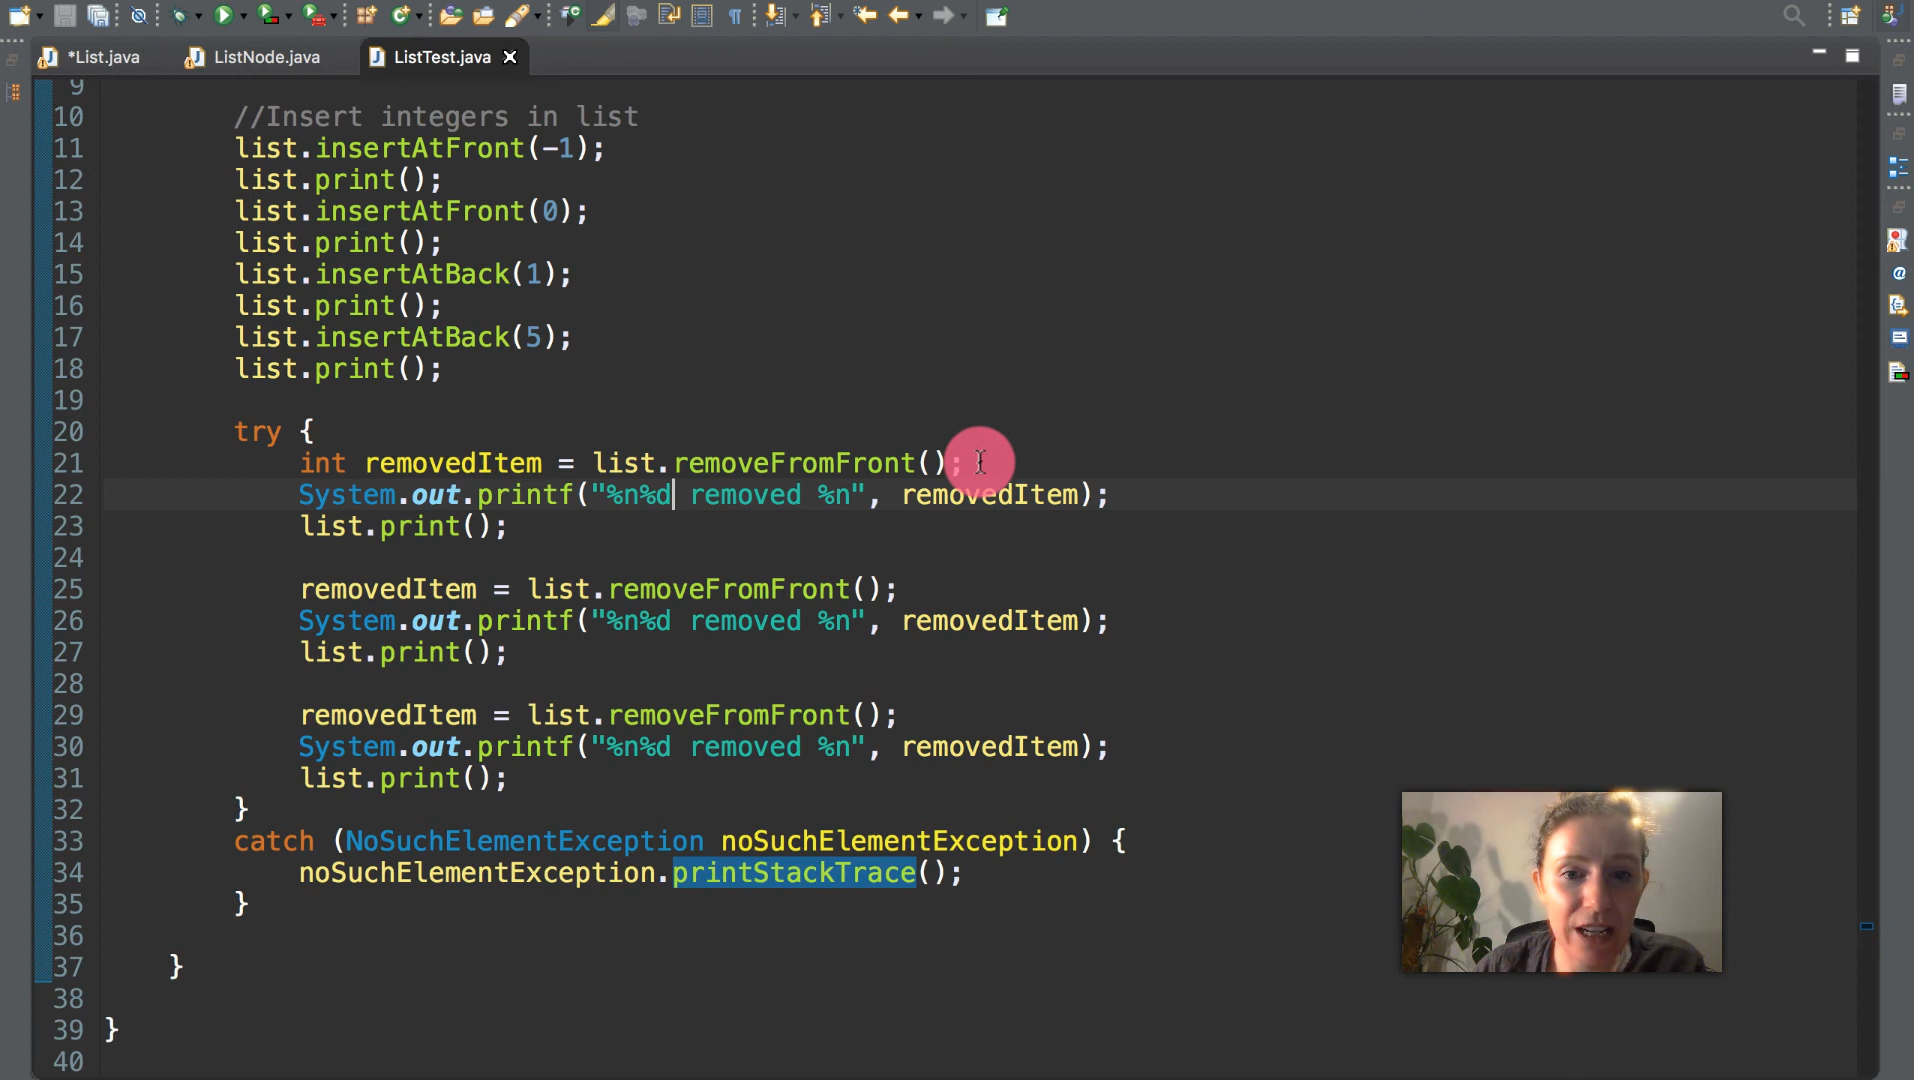 *List.java ListNode.java ListTest.java
9
10 //Insert integers in list
11 list.insertAtFront(-1);
12 list.print();
13 list.insertAtFront(0);
14 list.print();
15 list.insertAtBack(1);
16 list.print();
17 list.insertAtBack(5);
18 list.print();
19
20 try {
21 int removedItem = list.removeFromFront();
22 System.out.printf("%n%d removed %n", removedItem);
23 list.print();
24
25 removedItem = list.removeFromFront();
26 System.out.printf("%n%d removed %n", removedItem);
27 list.print();
28
29 removedItem = list.removeFromFront();
30 System.out.printf("%n%d removed %n", removedItem);
31 list.print();
32 }
33 catch (NoSuchElementException noSuchElementException) {
34 noSuchElementException.printStackTrace();
35 }
36
37 }
38
39 }
40